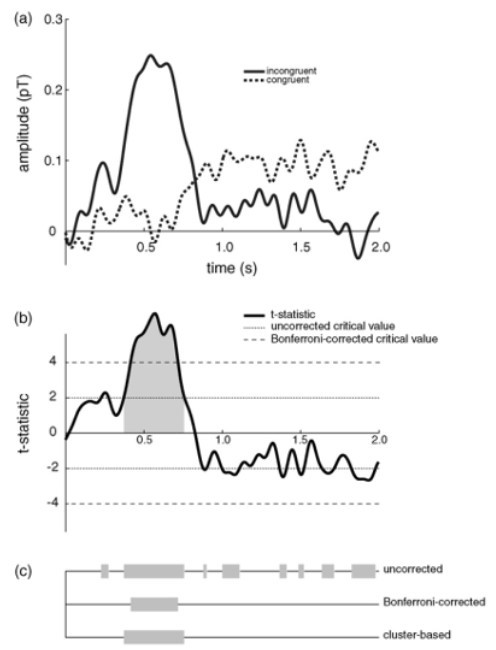 (a)
0.3
0.2
0.1
0
amplitude (pT)
incongruent
congruent
0.5 1.0 1.5 2.0
time (s)
(b)
t-statistic
uncorrected critical value
Bonferroni-corrected critical value
4
2
0
-2
-4
t-statistic
0.5 1.0 1.5 2.0
(c)
uncorrected
Bonferroni-corrected
cluster-based